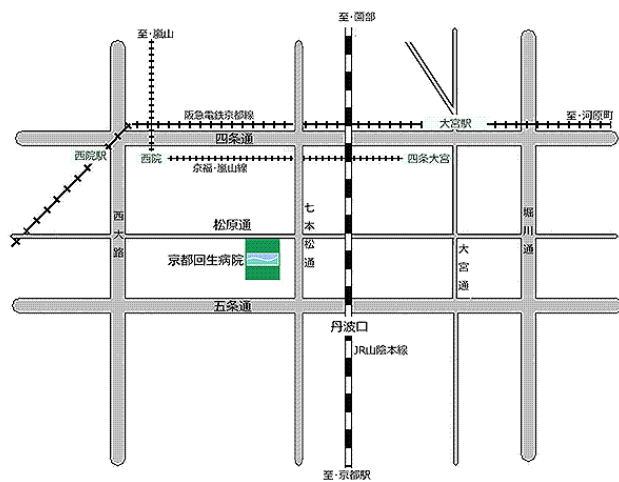 至・園部
至・嵐山
阪急電鉄京都線
大宮駅
至・河原町
四条通
西院駅
西院
京福・嵐山線
四条大宮
西大路
松原通
七本松通
大宮通
堀川通
京都回生病院
五条通
丹波口
JR山陰本線
至・京都駅